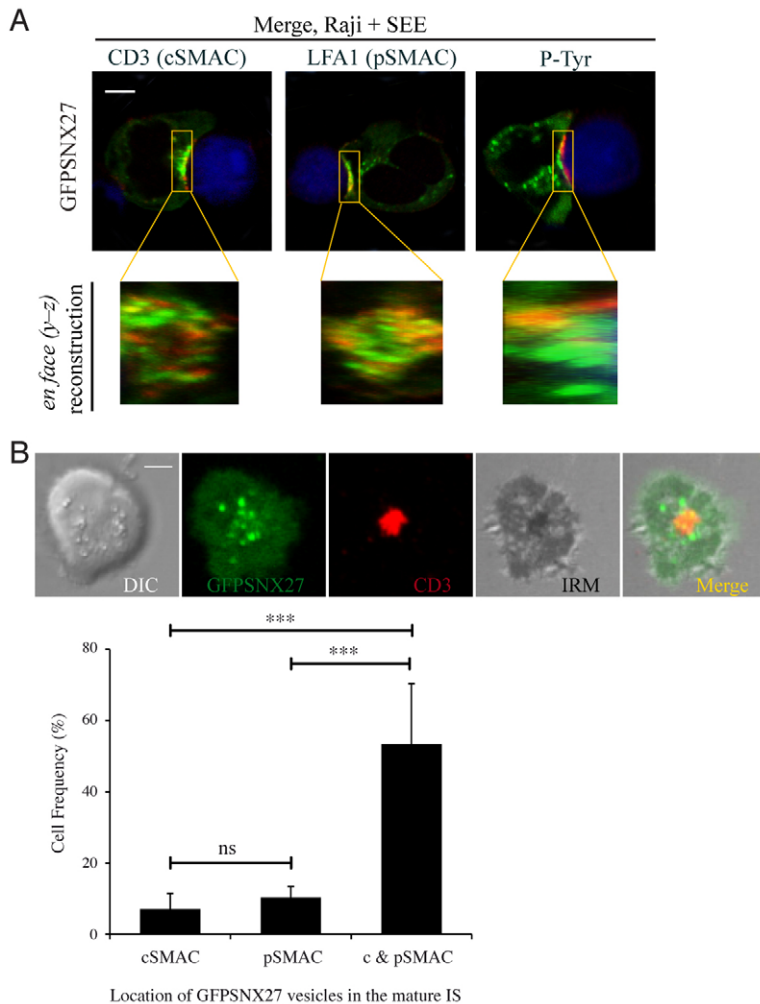 A
Merge, Raji + SEE
CD3 (cSMAC)
LFA1 (pSMAC)
P-Tyr
GFPSNX27
en face (y–z)
reconstruction
B
DIC
GFPSNX27
CD3
IRM
Merge
***
***
ns
80
60
40
20
0
Cell Frequency (%)
cSMAC
pSMAC
c & pSMAC
Location of GFPSNX27 vesicles in the mature IS